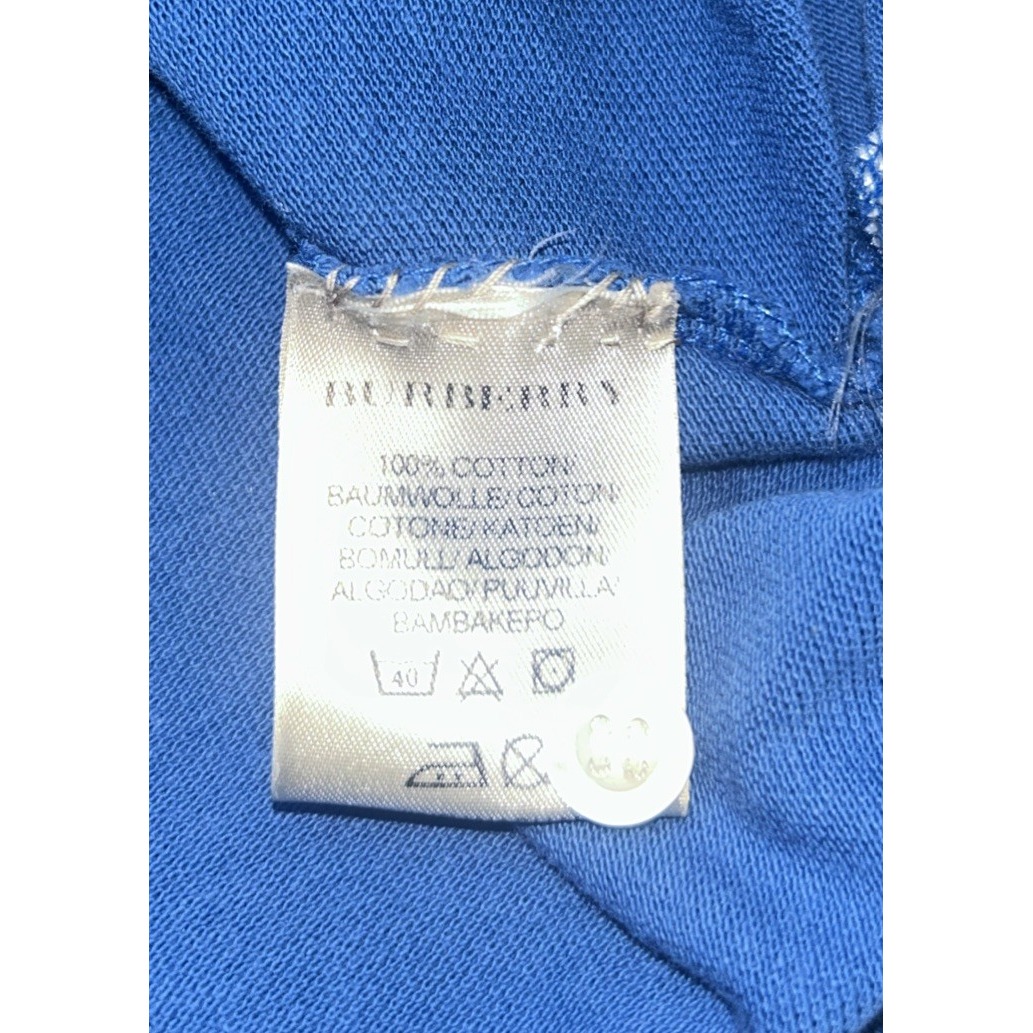 BURBERRY
100% COTTON/
BAUMWOLLE/COTON/
COTONE/KATOEN/
BOMULL/ALGODON/
ALGODAO/PUUVILLA/
BAMBAKEPO
40